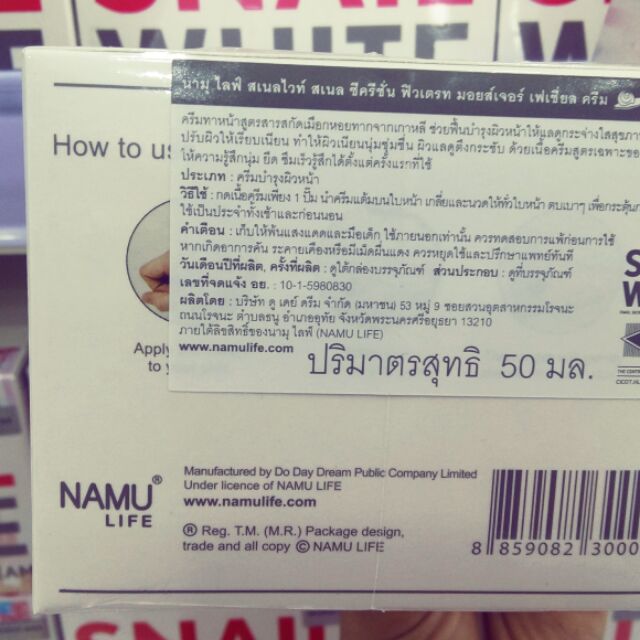 SNAIL
WHITE W
How to us
นามุ ไลฟ์ สเนลไวท์ สเนล ซีครีชั่น ฟิวเตรท มอยส์เจอร์ เฟเชี่ยล ครีม
ครีมทาหน้าสูตรสารสกัดเมือกหอยทากจากเกาหลี ช่วยฟื้นบำรุงผิวหน้าให้แลดูกระจ่างใสสุขภาพ
ปรับผิวให้เรียบเนียน ทำให้ผิวเนียนนุ่มชุ่มชื้น ผิวแลดูตึงกระชับ ด้วยเนื้อครีมสูตรเฉพาะของ
ให้ความรู้สึกนุ่ม ยืด ซึมเร็วรู้สึกได้ตั้งแต่ครั้งแรกที่ใช้
ประเภท : ครีมบำรุงผิวหน้า
วิธีใช้ : กดเนื้อครีมเพียง 1 ปั๊ม นำครีมแต้มบนใบหน้า เกลี่ยและนวดให้ทั่วใบหน้า ตบเบาๆ เพื่อกระตุ้นก
ใช้เป็นประจำทั้งเช้าและก่อนนอน
คำเตือน : เก็บให้พ้นแสงแดดและมือเด็ก ใช้ภายนอกเท่านั้น ควรทดสอบการแพ้ก่อนการใช้
หากเกิดอาการคัน ระคายเคืองหรือมีเม็ดผื่นแดง ควรหยุดใช้และปรึกษาแพทย์ทันที
วันเดือนปีที่ผลิต, ครั้งที่ผลิต : ดูใต้กล่องบรรจุภัณฑ์ ส่วนประกอบ : ดูที่บรรจุภัณฑ์
เลขที่จดแจ้ง อย. : 10-1-5980830
ผลิตโดย : บริษัท ดู เดย์ ดรีม จำกัด (มหาชน) 53 หมู่ 9 ซอยสวนอุตสาหกรรมโรจนะ
ถนนโรจนะ ตำบลธนู อำเภออุทัย จังหวัดพระนครศรีอยุธยา 13210
ภายใต้ลิขสิทธิ์ของนามุ ไลฟ์ (NAMU LIFE)
www.namulife.com
ปริมาตรสุทธิ 50 มล.
S
W
Apply
to y
NAMU®
LIFE
Manufactured by Do Day Dream Public Company Limited
Under licence of NAMU LIFE
www.namulife.com
® Reg. T.M. (M.R.) Package design,
trade and all copy © NAMU LIFE
8 859082 3000
SNAIL